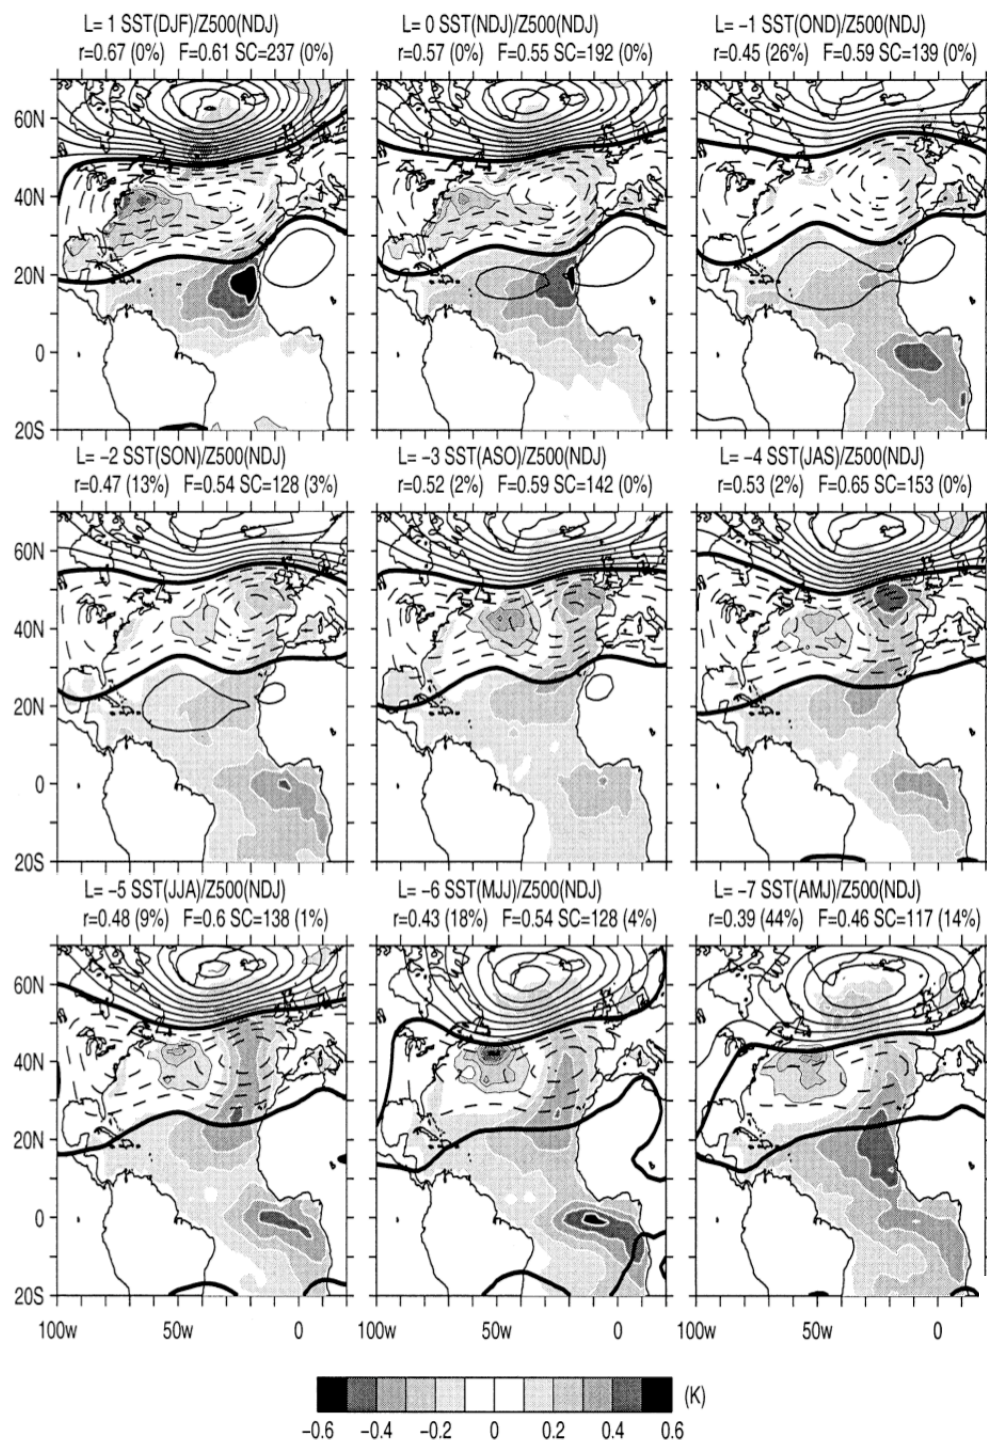 L= 1 SST(DJF)/Z500(NDJ) L= 0 SST(NDJ)/Z500(NDJ) L= −1 SST(OND)/Z500(NDJ)
r=0.67 (0%) F=0.61 SC=237 (0%) r=0.57 (0%) F=0.55 SC=192 (0%) r=0.45 (26%) F=0.59 SC=139 (0%)
60N
40N
20N
0
20S
L= −2 SST(SON)/Z500(NDJ) L= −3 SST(ASO)/Z500(NDJ) L= −4 SST(JAS)/Z500(NDJ)
r=0.47 (13%) F=0.54 SC=128 (3%) r=0.52 (2%) F=0.59 SC=142 (0%) r=0.53 (2%) F=0.65 SC=153 (0%)
60N
40N
20N
0
20S
L= −5 SST(JJA)/Z500(NDJ) L= −6 SST(MJJ)/Z500(NDJ) L= −7 SST(AMJ)/Z500(NDJ)
r=0.48 (9%) F=0.6 SC=138 (1%) r=0.43 (18%) F=0.54 SC=128 (4%) r=0.39 (44%) F=0.46 SC=117 (14%)
60N
40N
20N
0
20S
100w 50w 0 100w 50w 0 100w 50w 0
(K)
−0.6 −0.4 −0.2 0 0.2 0.4 0.6